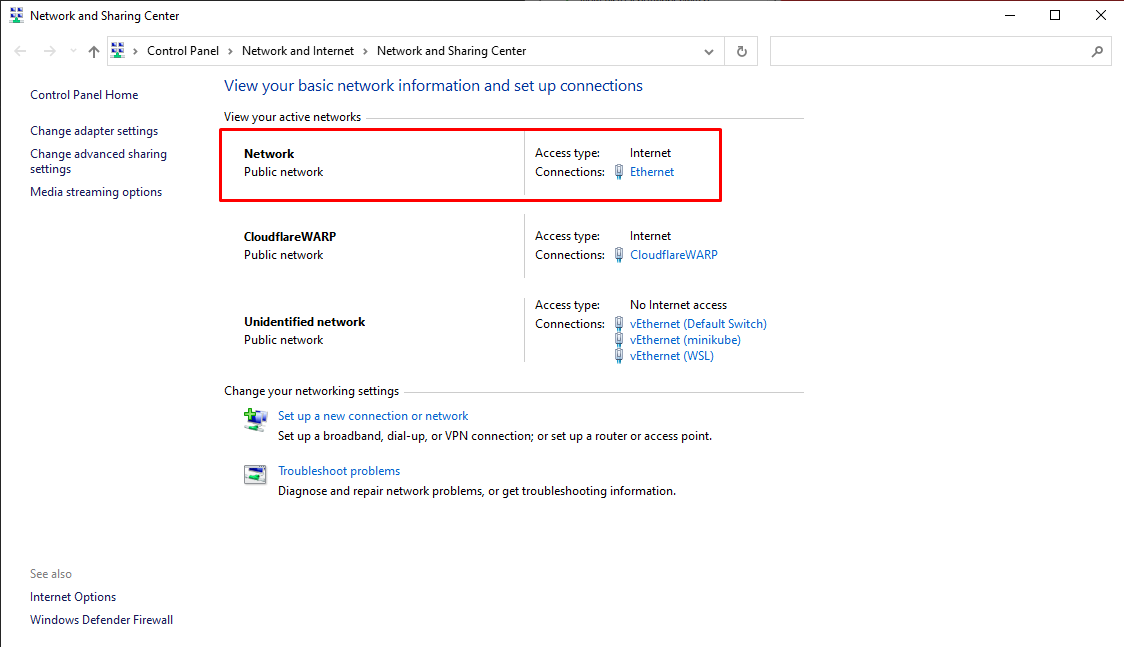 Network and Sharing Center
Control Panel > Network and Internet > Network and Sharing Center
Control Panel Home
Change adapter settings
Change advanced sharing
settings
Media streaming options
View your basic network information and set up connections
View your active networks
Network
Public network
Access type: Internet
Connections: Ethernet
CloudflareWARP
Public network
Access type: Internet
Connections: CloudflareWARP
Unidentified network
Public network
Access type: No Internet access
Connections: vEthernet (Default Switch)
vEthernet (minikube)
vEthernet (WSL)
Change your networking settings
Set up a new connection or network
Set up a broadband, dial-up, or VPN connection; or set up a router or access point.
Troubleshoot problems
Diagnose and repair network problems, or get troubleshooting information.
See also
Internet Options
Windows Defender Firewall